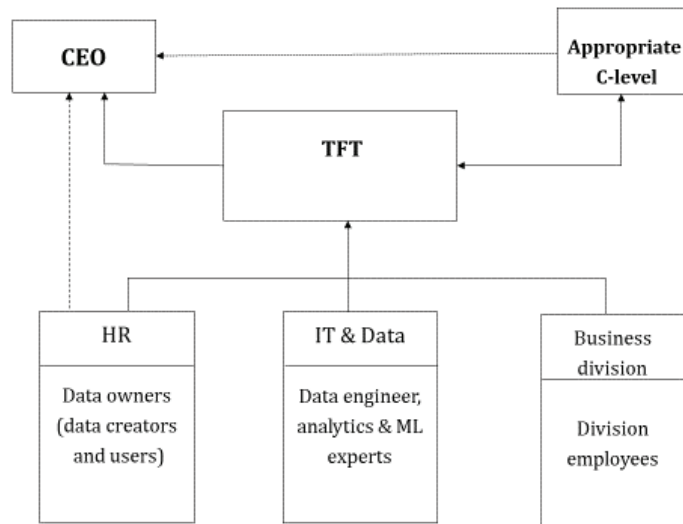 CEO
Appropriate
C-level
TFT
HR
Data owners
(data creators
and users)
IT & Data
Data engineer,
analytics & ML
experts
Business
division
Division
employees